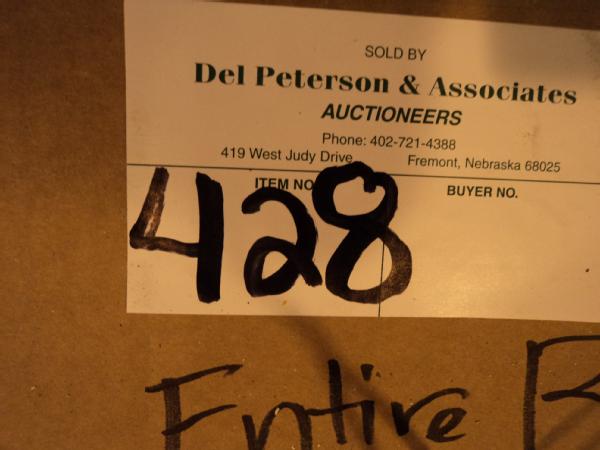 SOLD BY
Del Peterson & Associates
AUCTIONEERS
Phone: 402-721-4388
419 West Judy Drive Fremont, Nebraska 68025
ITEM NO BUYER NO.
428
Entire